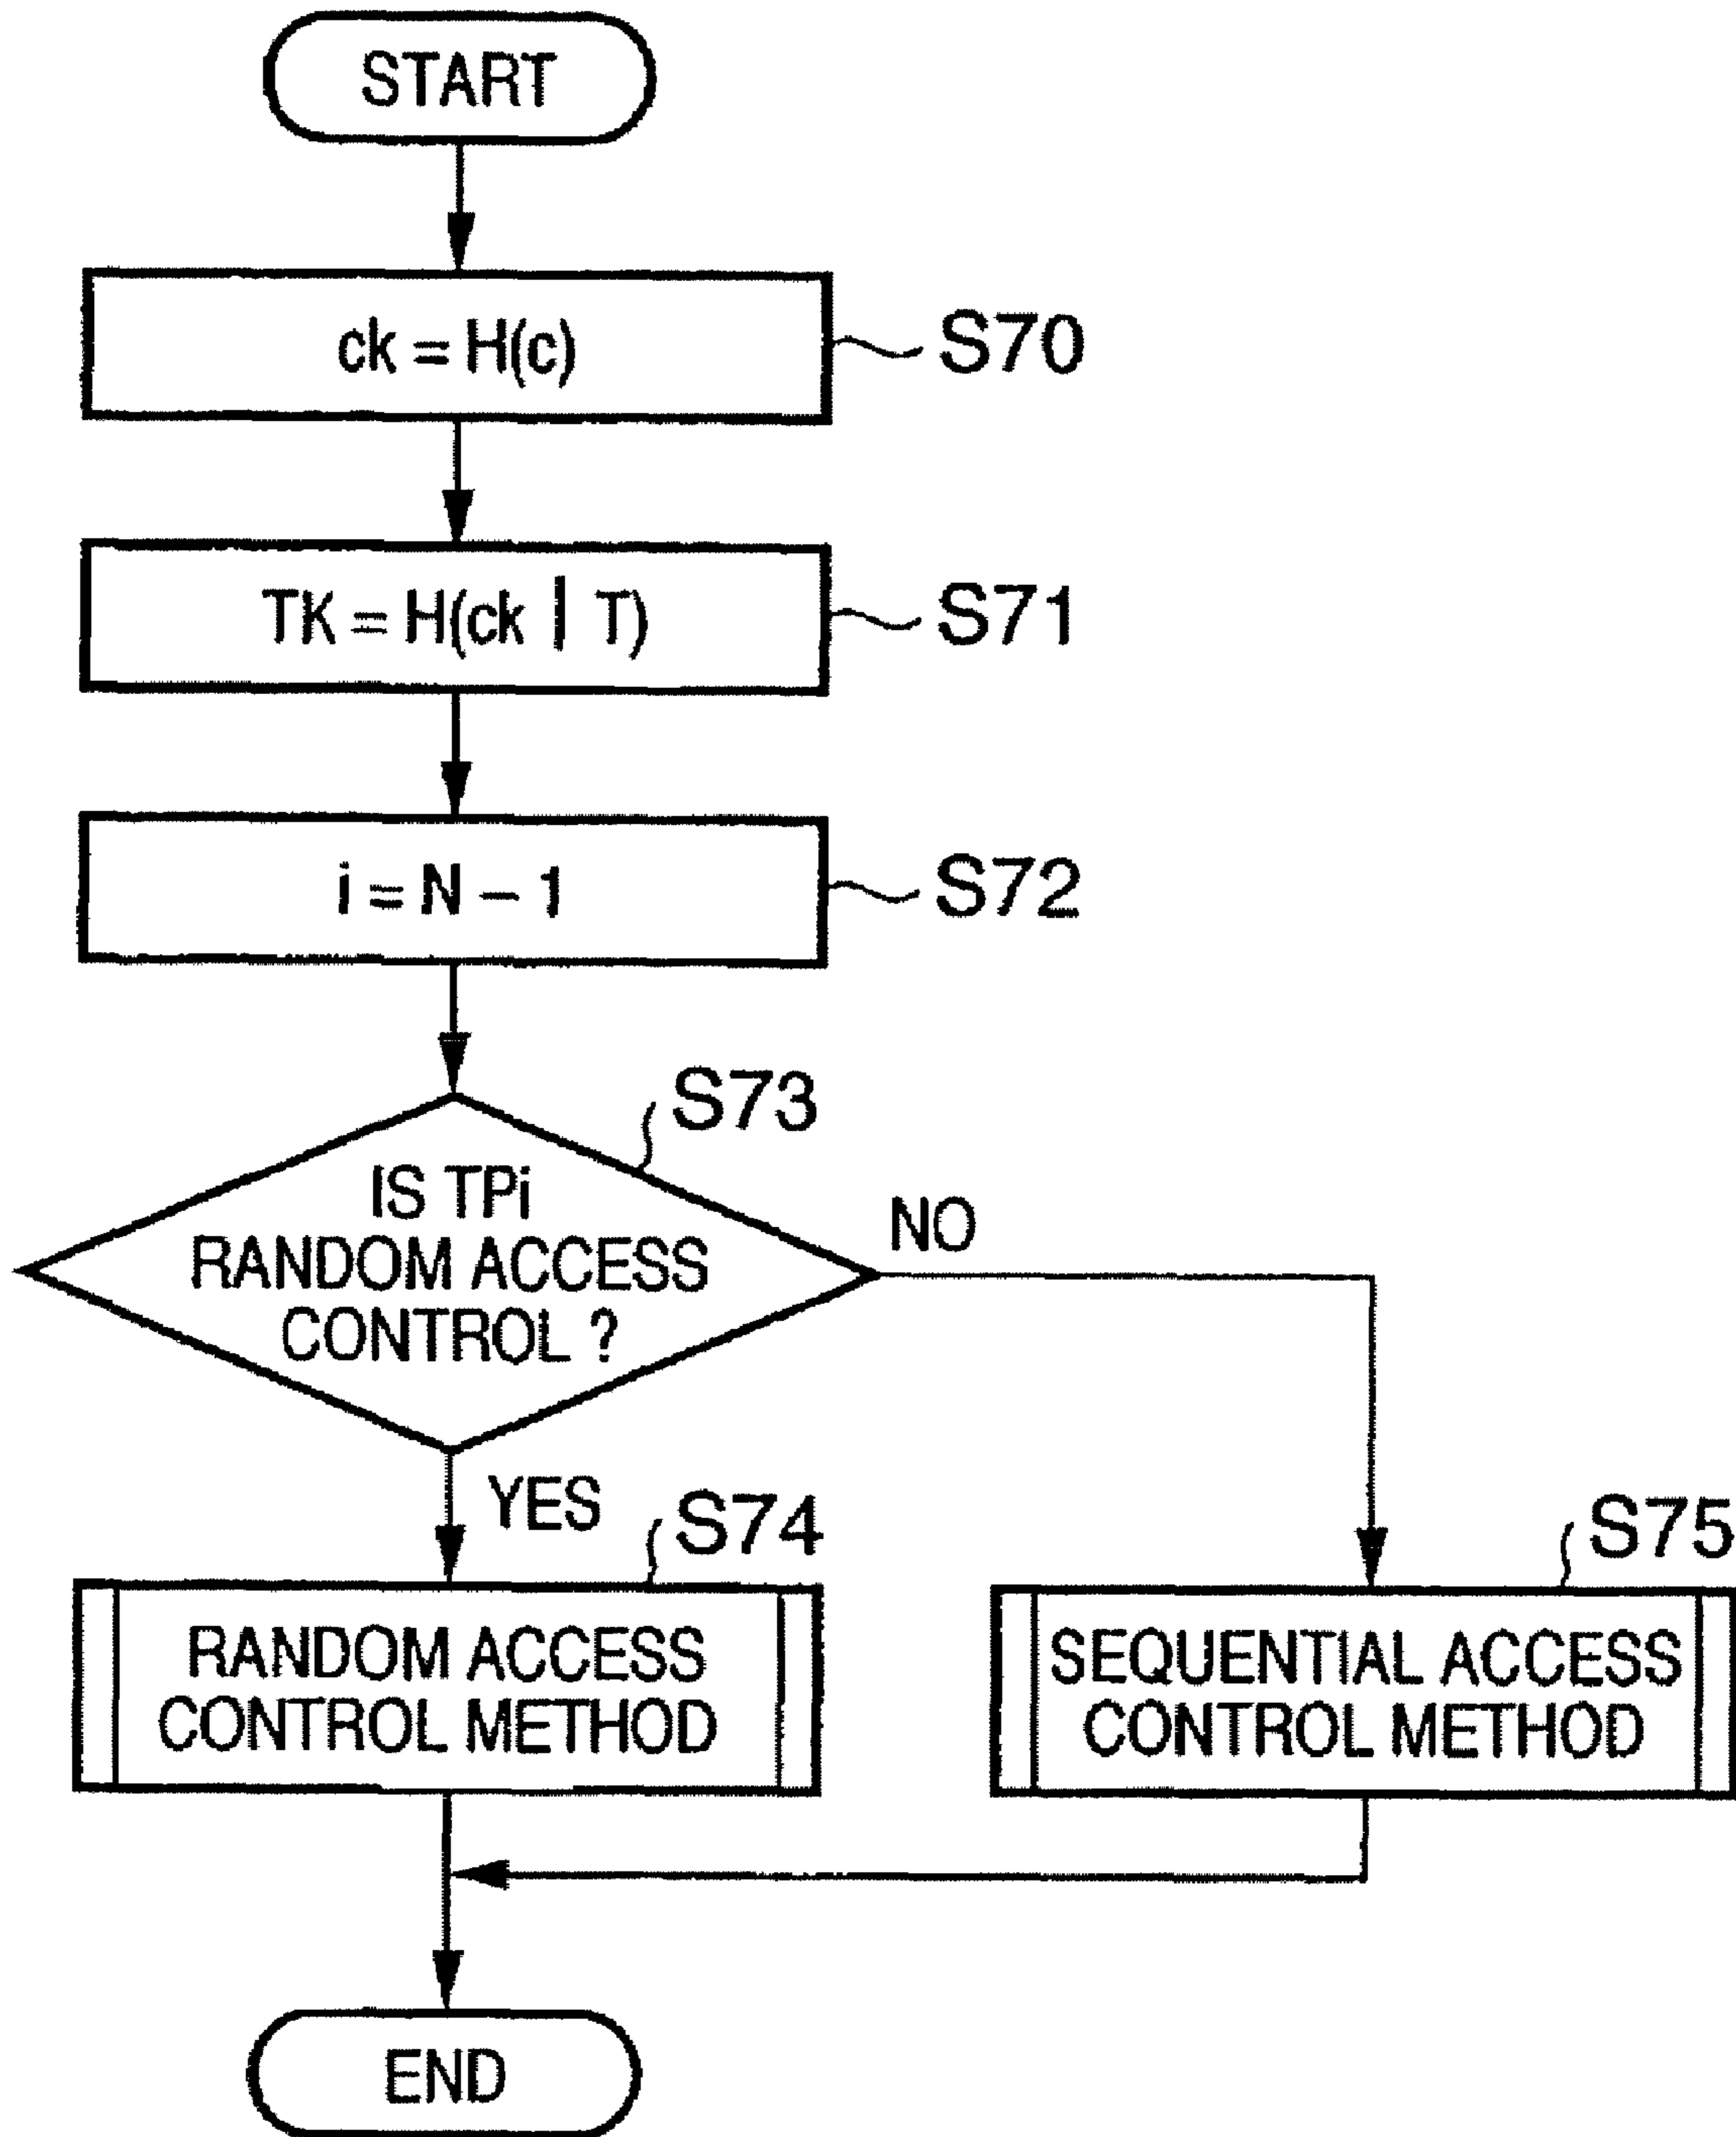 START
ck = H(c)
S70
TK = H(ck | T)
S71
i = N – 1
S72
S73
IS TPi
RANDOM ACCESS
CONTROL ?
NO
YES
S74
RANDOM ACCESS
CONTROL METHOD
S75
SEQUENTIAL ACCESS
CONTROL METHOD
END